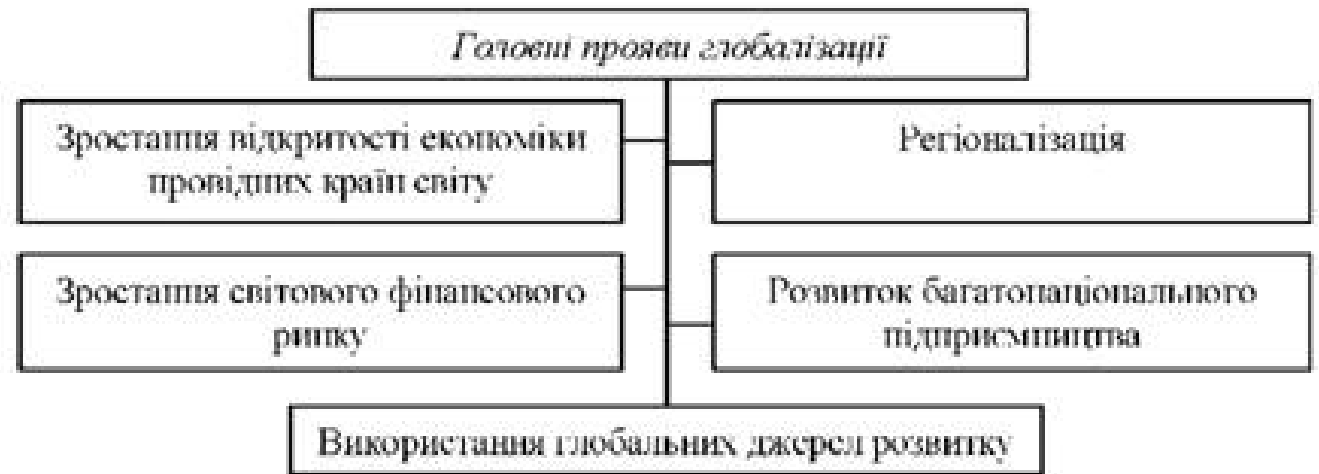 Головні прояви глобалізації
Зростання відкритості економіки
провідних країн світу
Регіоналізація
Зростання світового фінансового
ринку
Розвиток багатонаціонального
підприємництва
Використання глобальних джерел розвитку